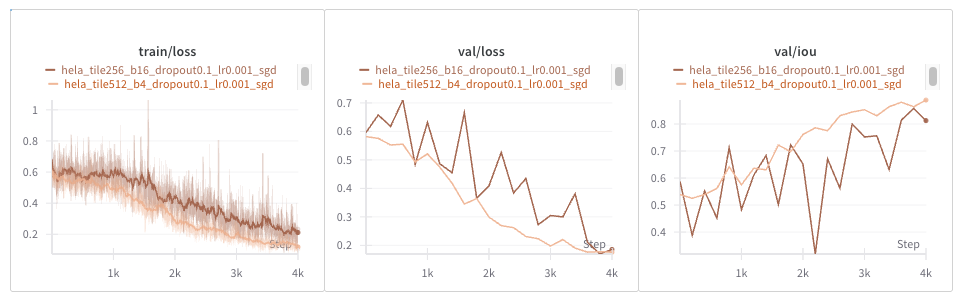 train/loss
hela_tile256_b16_dropout0.1_lr0.001_sgd
hela_tile512_b4_dropout0.1_lr0.001_sgd
1
0.8
0.6
0.4
0.2
Step
1k
2k
3k
4k
val/loss
hela_tile256_b16_dropout0.1_lr0.001_sgd
hela_tile512_b4_dropout0.1_lr0.001_sgd
0.7
0.6
0.5
0.4
0.3
0.2
Step
1k
2k
3k
4k
val/iou
hela_tile256_b16_dropout0.1_lr0.001_sgd
hela_tile512_b4_dropout0.1_lr0.001_sgd
0.8
0.7
0.6
0.5
0.4
Step
1k
2k
3k
4k